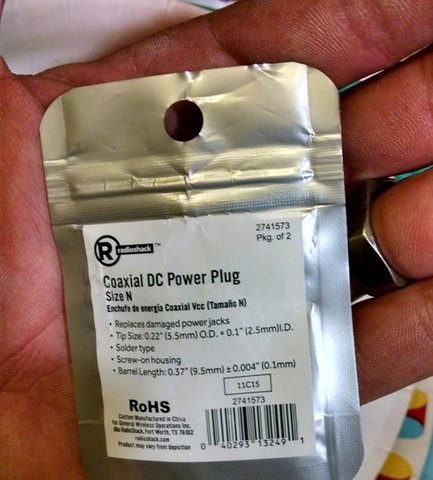 2741573
Pkg. of 2
R radioshack™
Coaxial DC Power Plug
Size N
Enchufe de energía Coaxial Vcc (Tamaño N)
• Replaces damaged power jacks
• Tip Size: 0.22" (5.5mm) O.D. × 0.1" (2.5mm)I.D.
• Solder type
• Screw-on housing
• Barrel Length: 0.37" (9.5mm) ± 0.004" (0.1mm)
11C15
2741573
RoHS
Custom Manufactured in China
for General Wireless Operations Inc.
dba RadioShack, Fort Worth, TX 76102
radioshack.com
Product may vary from depiction
0 40293 13249 1